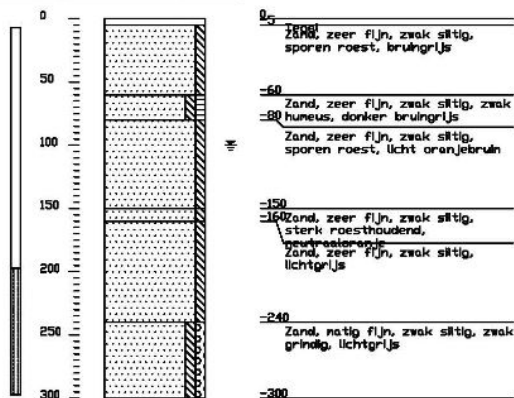 0
50
100
150
200
250
300
0
-5
Tegel
Zand, zeer fijn, zwak siltig,
sporen roest, bruingrijs
-60
Zand, zeer fijn, zwak siltig, zwak
humeus, donker bruingrijs
-80
Zand, zeer fijn, zwak siltig,
sporen roest, licht oranjebruin
-150
Zand, zeer fijn, zwak siltig,
sterk roesthoudend,
neutraaloranje
-160
Zand, zeer fijn, zwak siltig,
lichtgrijs
-240
Zand, matig fijn, zwak siltig, zwak
grindig, lichtgrijs
-300